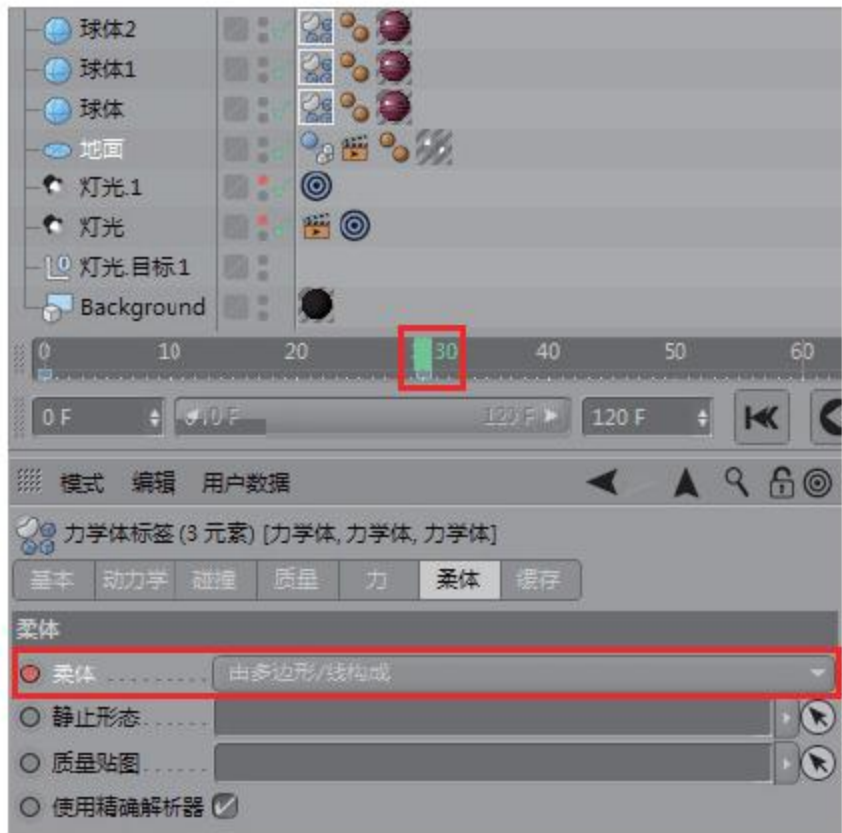 球体2
球体1
球体
地面
灯光.1
灯光
灯光.目标.1
Background
0 10 20 30 40 50 60
0 F 0 F 120 F 120 F
模式 编辑 用户数据
力学体标签 (3 元素) [力学体, 力学体, 力学体]
基本 动力学 碰撞 质量 力 柔体 缓存
柔体
柔体 由多边形/线构成
静止形态
质量贴图
使用精确解析器